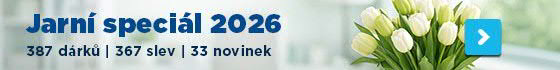 Jarní speciál 2026
387 dárků | 367 slev | 33 novinek